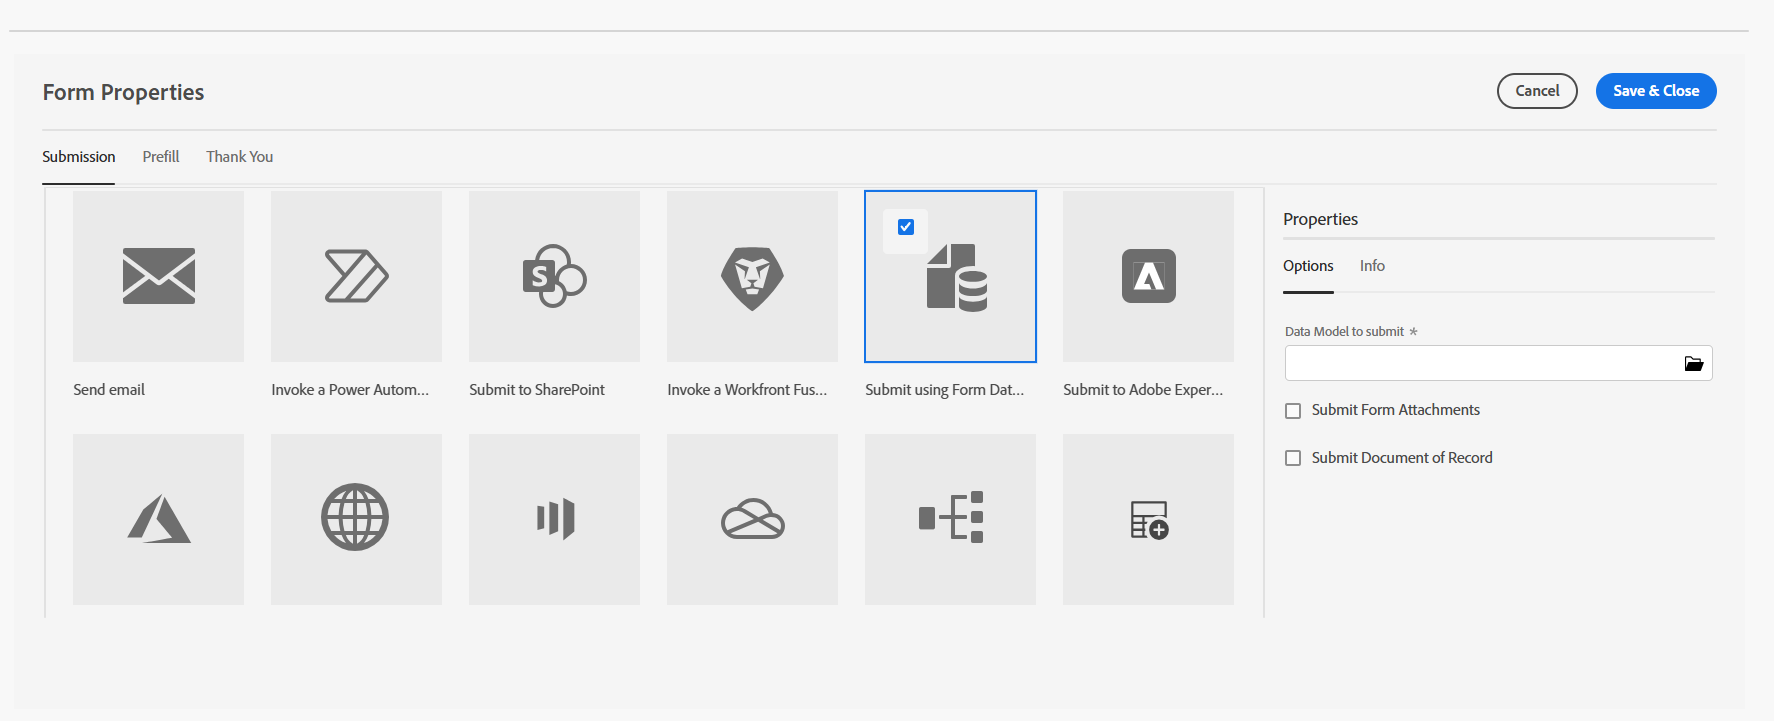 Form Properties
Cancel
Save & Close
Submission
Prefill
Thank You
Send email
Invoke a Power Autom...
Submit to SharePoint
Invoke a Workfront Fus...
Submit using Form Dat...
Submit to Adobe Exper...
Properties
Options
Info
Data Model to submit *
Submit Form Attachments
Submit Document of Record